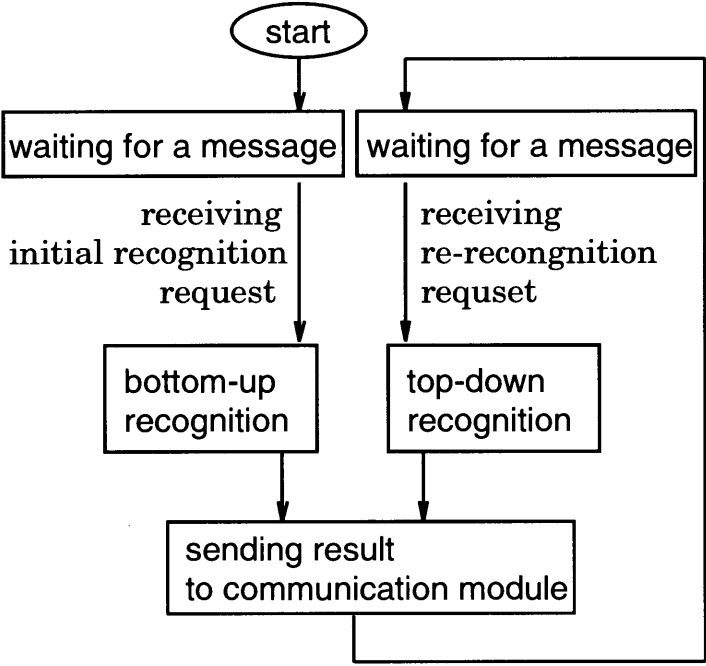 start
waiting for a message
waiting for a message
receiving
initial recognition
request
receiving
re-recongnition
requset
bottom-up
recognition
top-down
recognition
sending result
to communication module